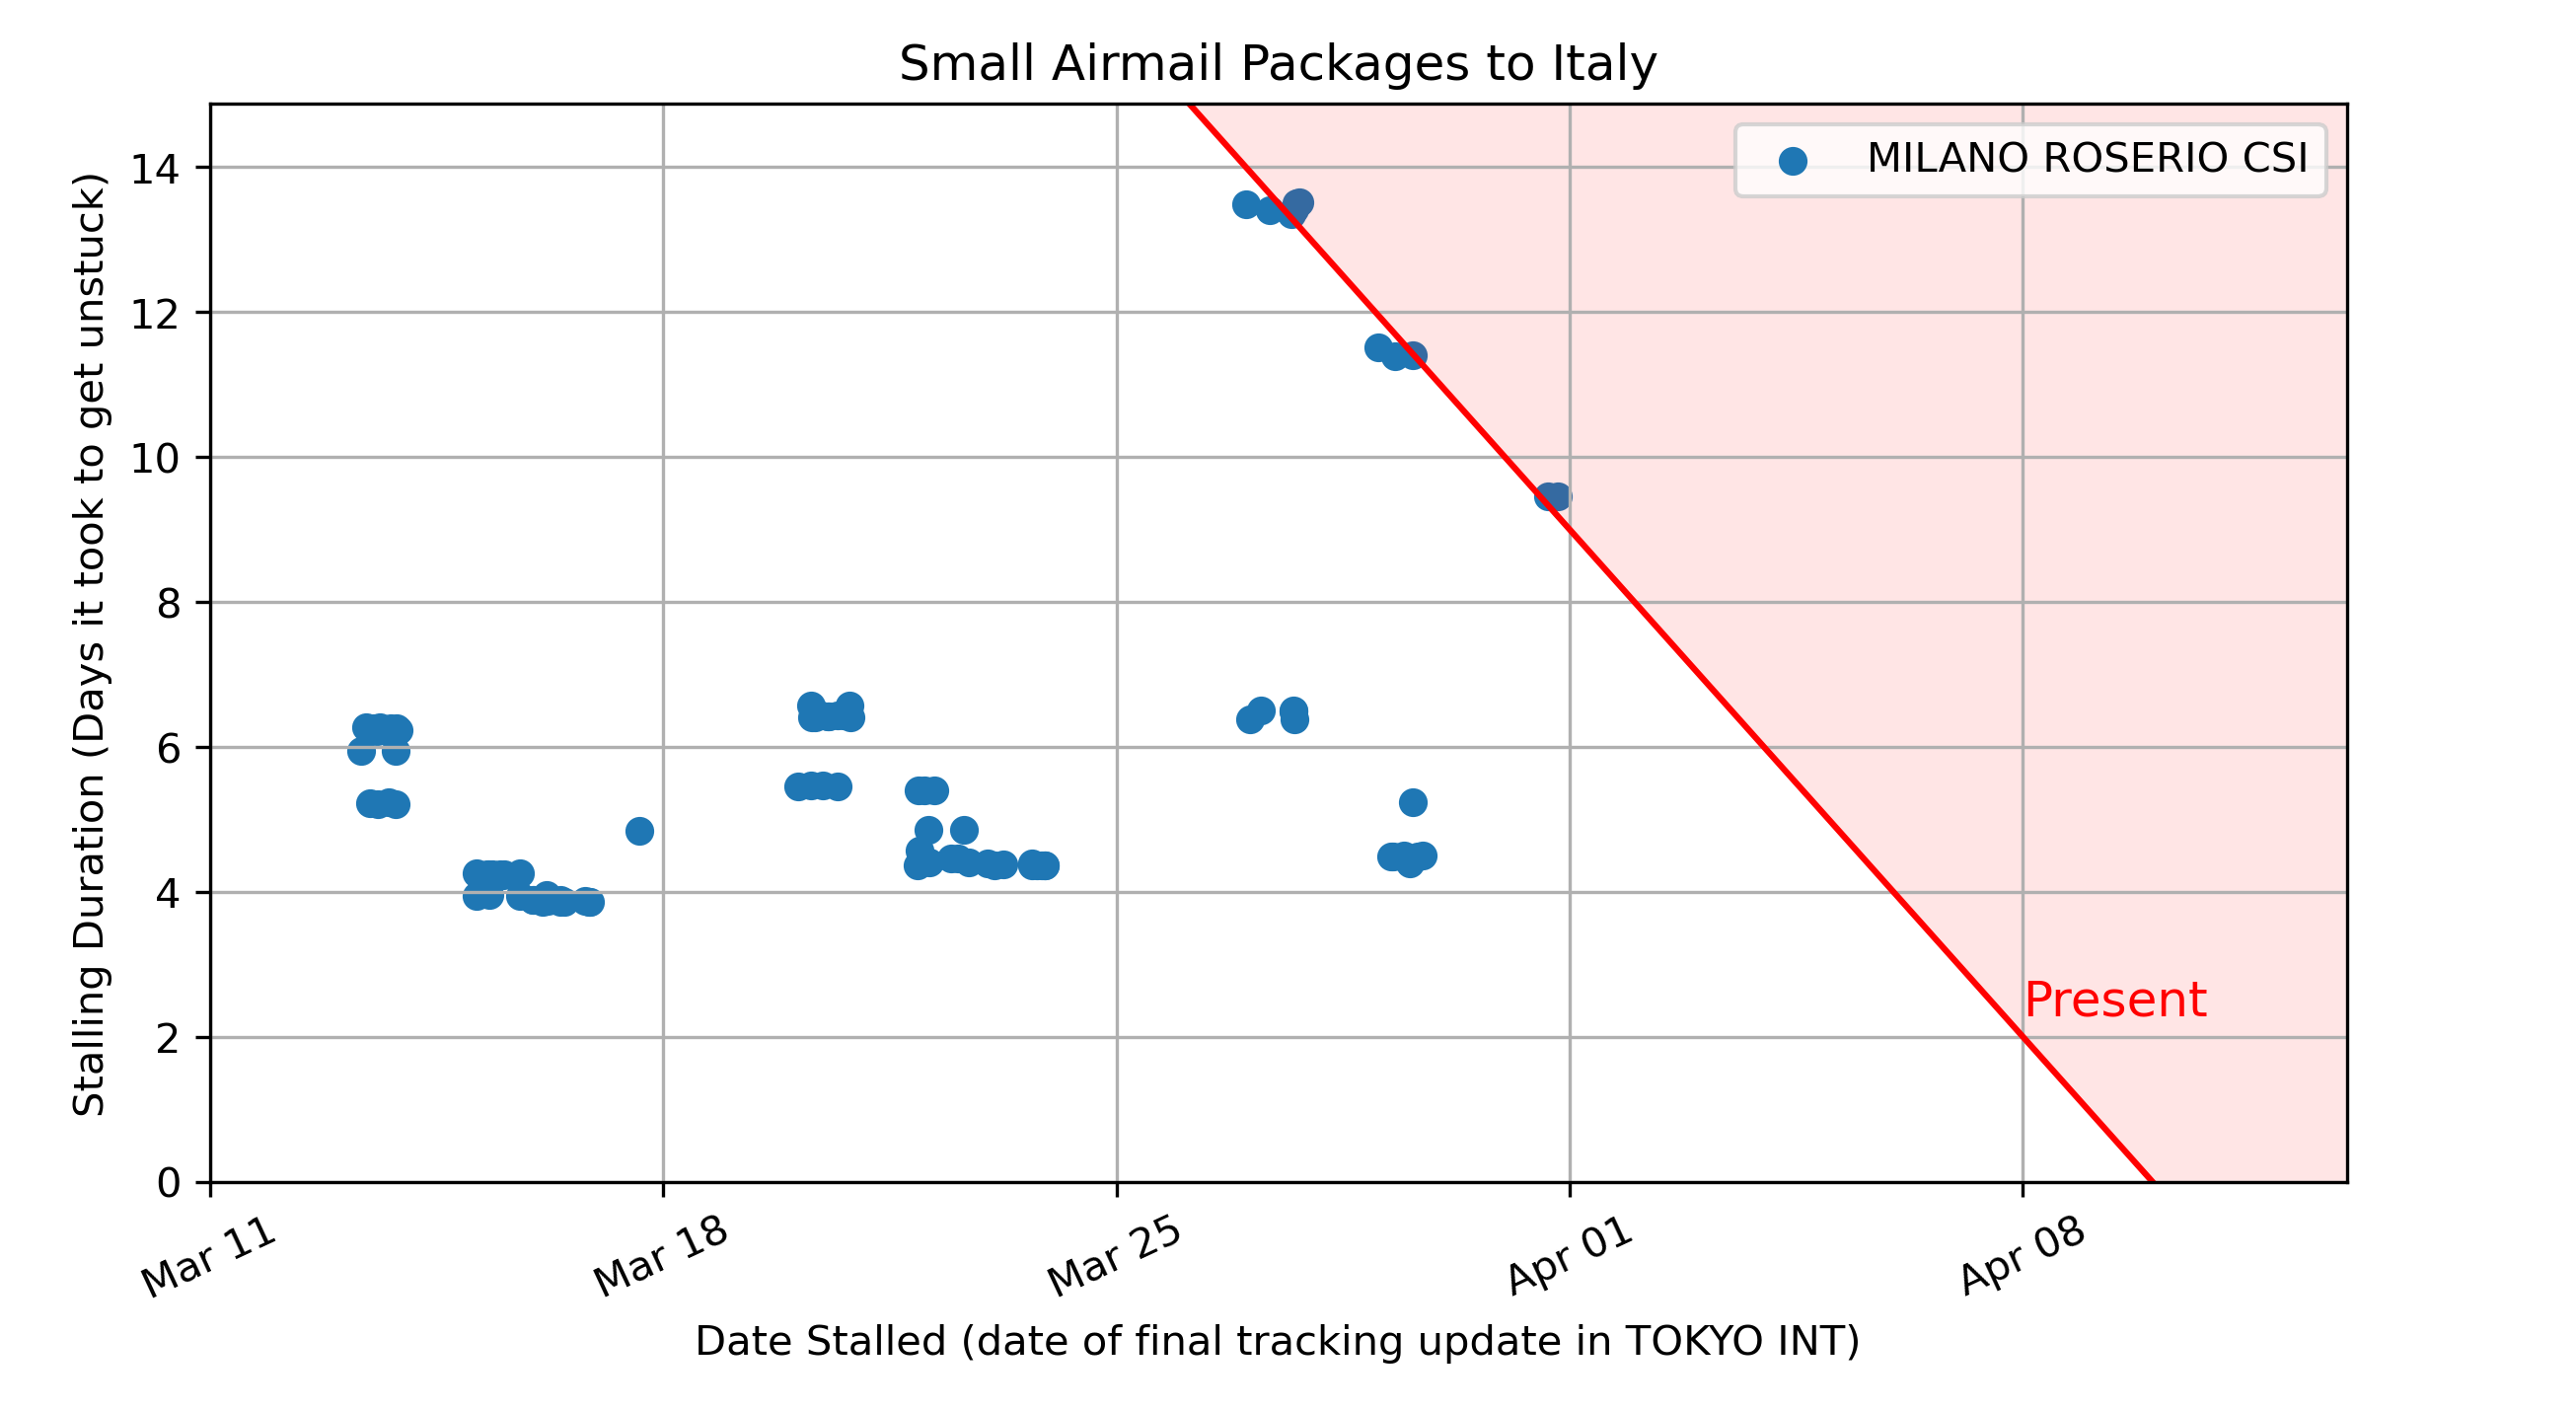 Small Airmail Packages to Italy
MILANO ROSERIO CSI
Stalling Duration (Days it took to get unstuck)
14
12
10
8
6
4
2
0
Present
Mar 11
Mar 18
Mar 25
Apr 01
Apr 08
Date Stalled (date of final tracking update in TOKYO INT)